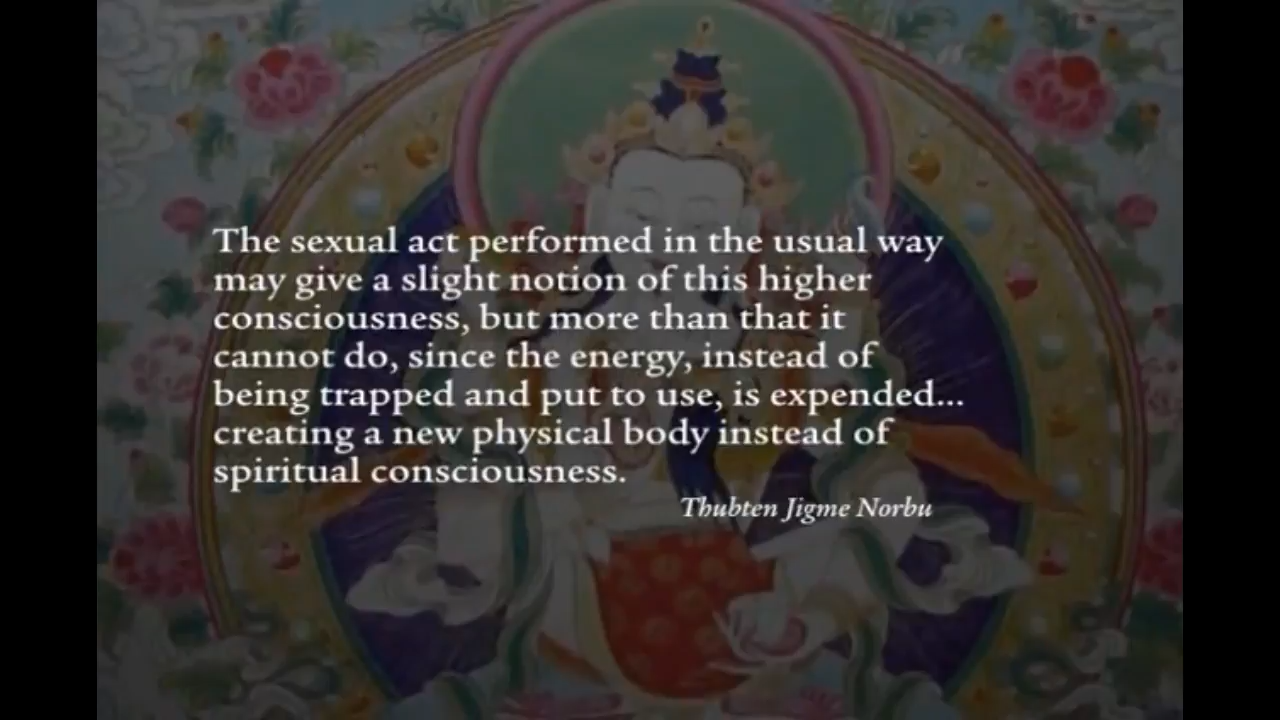 The sexual act performed in the usual way
may give a slight notion of this higher
consciousness, but more than that it
cannot do, since the energy, instead of
being trapped and put to use, is expended...
creating a new physical body instead of
spiritual consciousness.
Thubten Jigme Norbu